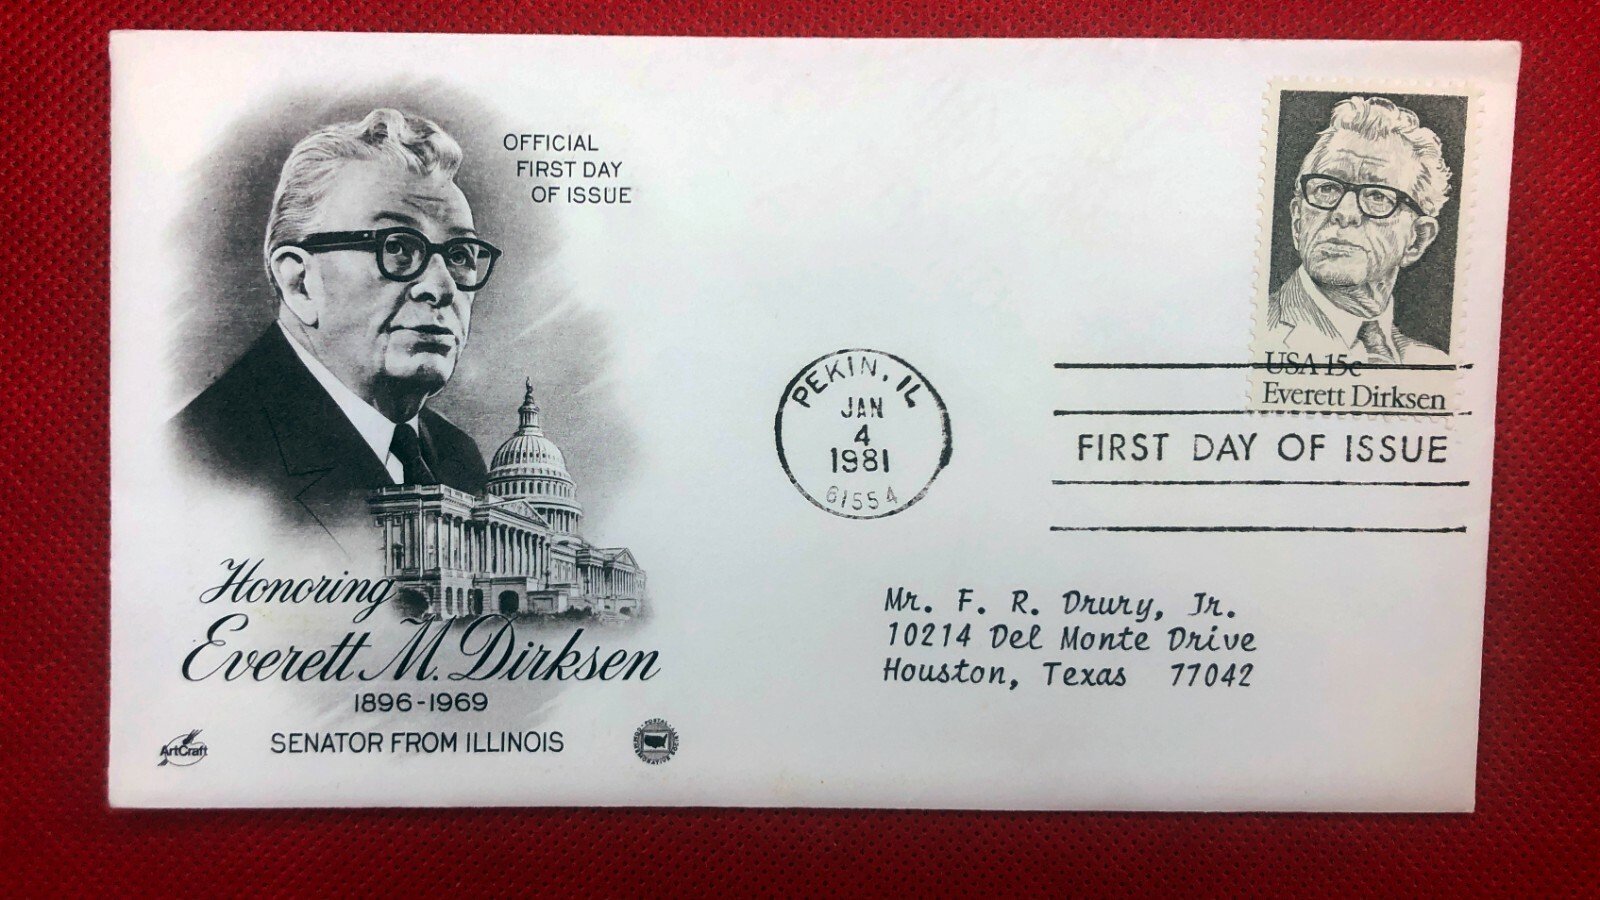 OFFICIAL
FIRST DAY
OF ISSUE
USA 15c
Everett Dirksen
PEKIN, IL
JAN
4
1981
61554
FIRST DAY OF ISSUE
Mr. F. R. Drury, Jr.
10214 Del Monte Drive
Houston, Texas 77042
Honoring
Everett M. Dirksen
1896-1969
SENATOR FROM ILLINOIS
ArtCraft
POSTAL